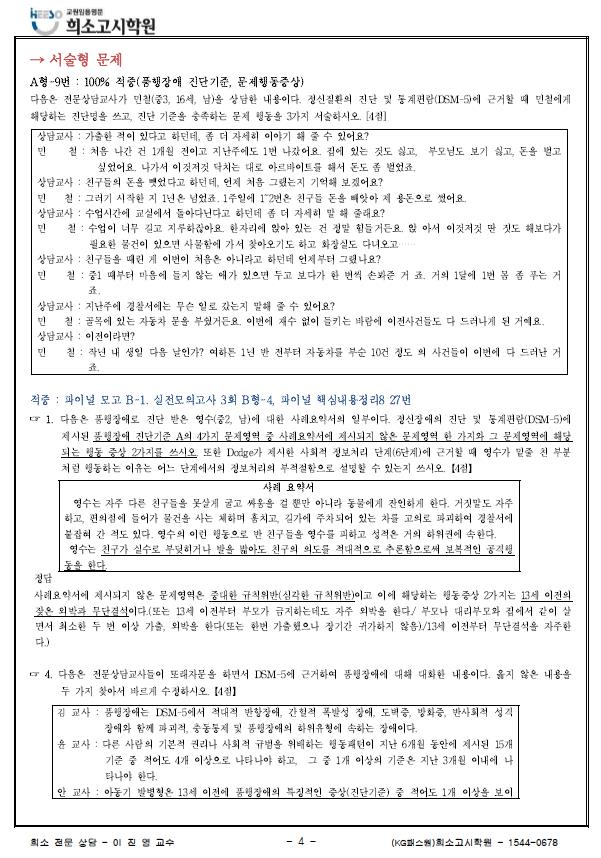 HEESO 교원임용명문
희소고시학원
→ 서술형 문제
A형-9번 : 100% 적중(품행장애 진단기준, 문제행동증상)
다음은 전문상담교사가 민철(중3, 16세, 남)을 상담한 내용이다. 정신질환의 진단 및 통계편람(DSM-5)에 근거할 때 민철에게
해당하는 진단명을 쓰고, 진단 기준을 충족하는 문제 행동을 3가지 서술하시오. [4점]
상담교사 : 가출한 적이 있다고 하던데, 좀 더 자세히 이야기 해 줄 수 있어요?
민 철 : 처음 나간 건 1개월 전이고 지난주에도 1번 나갔어요. 집에 있는 것도 싫고, 부모님도 보기 싫고, 돈을 벌고
싶었어요. 나가서 이것저것 닥치는 대로 아르바이트를 해서 돈도 좀 벌었죠.
상담교사 : 친구들의 돈을 뺏었다고 하던데, 언제 처음 그랬는지 기억해 보겠어요?
민 철 : 그러기 시작한 지 1년은 넘었죠. 1주일에 1~2번은 친구들 돈을 빼앗아 제 용돈으로 썼어요.
상담교사 : 수업시간에 교실에서 돌아다닌다고 하던데 좀 더 자세히 말 해 줄래요?
민 철 : 수업이 너무 길고 지루하잖아요. 한자리에 앉아 있는 건 정말 힘들거든요. 앉아서 이것저것 딴 짓도 해보다가
필요한 물건이 있으면 사물함에 가서 찾아오기도 하고 화장실도 다녀오고……
상담교사 : 친구들을 때린 게 이번이 처음은 아니라고 하던데 언제부터 그랬나요?
민 철 : 중1 때부터 마음에 들지 않는 애가 있으면 두고 보다가 한 번씩 손봐준 거 죠. 거의 1달에 1번 몸 좀 푸는 거
죠.
상담교사 : 지난주에 경찰서에는 무슨 일로 갔는지 말해 줄 수 있어요?
민 철 : 골목에 있는 자동차 문을 부쉈거든요. 이번에 재수 없이 들키는 바람에 이전사건들도 다 드러나게 된 거예요.
상담교사 : 이전이라면?
민 철 : 작년 내 생일 다음 날인가? 여하튼 1년 반 전부터 자동차를 부순 10건 정도 의 사건들이 이번에 다 드러난 거
죠.
적중 : 파이널 모고 B-1. 실전모의고사 3회 B형-4, 파이널 핵심내용정리8 27번
☞ 1. 다음은 품행장애로 진단 받은 영수(중2, 남)에 대한 사례요약서의 일부이다. 정신장애의 진단 및 통계편람(DSM-5)에
제시된 품행장애 진단기준 A의 4가지 문제영역 중 사례요약서에 제시되지 않은 문제영역 한 가지와 그 문제영역에 해당
되는 행동 증상 2가지를 쓰시오. 또한 Dodge가 제시한 사회적 정보처리 단계(6단계)에 근거할 때 영수가 밑줄 친 부분
처럼 행동하는 이유는 어느 단계에서의 정보처리의 부적절함으로 설명할 수 있는지 쓰시오. 【4점】
사례 요약서
영수는 자주 다른 친구들을 못살게 굴고 싸움을 걸 뿐만 아니라 동물에게 잔인하게 한다. 거짓말도 자주
하고, 편의점에 들어가 물건을 사는 체하며 훔치고, 길가에 주차되어 있는 차를 고의로 파괴하여 경찰서에
붙잡혀 간 적도 있다. 영수의 이런 행동으로 반 친구들을 영수를 피하고 성적은 거의 하위권에 속한다.
영수는 친구가 실수로 부딪히거나 발을 밟아도 친구의 의도를 적대적으로 추론함으로써 보복적인 공격행
동을 한다.
정답
사례요약서에 제시되지 않은 문제영역은 중대한 규칙위반(심각한 규칙위반)이고 이에 해당하는 행동증상 2가지는 13세 이전의
잦은 외박과 무단결석이다.(또는 13세 이전부터 부모가 금지하는데도 자주 외박을 한다./ 부모나 대리부모와 집에서 같이 살
면서 최소한 두 번 이상 가출, 외박을 한다(또는 한번 가출했으나 장기간 귀가하지 않음)/13세 이전부터 무단결석을 자주한
다.)
☞ 4. 다음은 전문상담교사들이 또래자문을 하면서 DSM-5에 근거하여 품행장애에 대해 대화한 내용이다. 옳지 않은 내용을
두 가지 찾아서 바르게 수정하시오. 【4점】
김 교사 : 품행장애는 DSM-5에서 적대적 반항장애, 간헐적 폭발성 장애, 도벽증, 방화증, 반사회적 성격
장애와 함께 파괴적, 충동통제 및 품행장애의 하위유형에 속하는 장애이다.
윤 교사 : 다른 사람의 기본적 권리나 사회적 규범을 위배하는 행동패턴이 지난 6개월 동안에 제시된 15개
기준 중 적어도 4개 이상으로 나타나야 하고, 그 중 1개 이상의 기준은 지난 3개월 이내에 나
타나야 한다.
안 교사 : 아동기 발병형은 13세 이전에 품행장애의 특징적인 증상(진단기준) 중 적어도 1개 이상을 보이
희소 전문 상담 - 이 진 영 교수
- 4 -
(KG패스원)희소고시학원 - 1544-0678